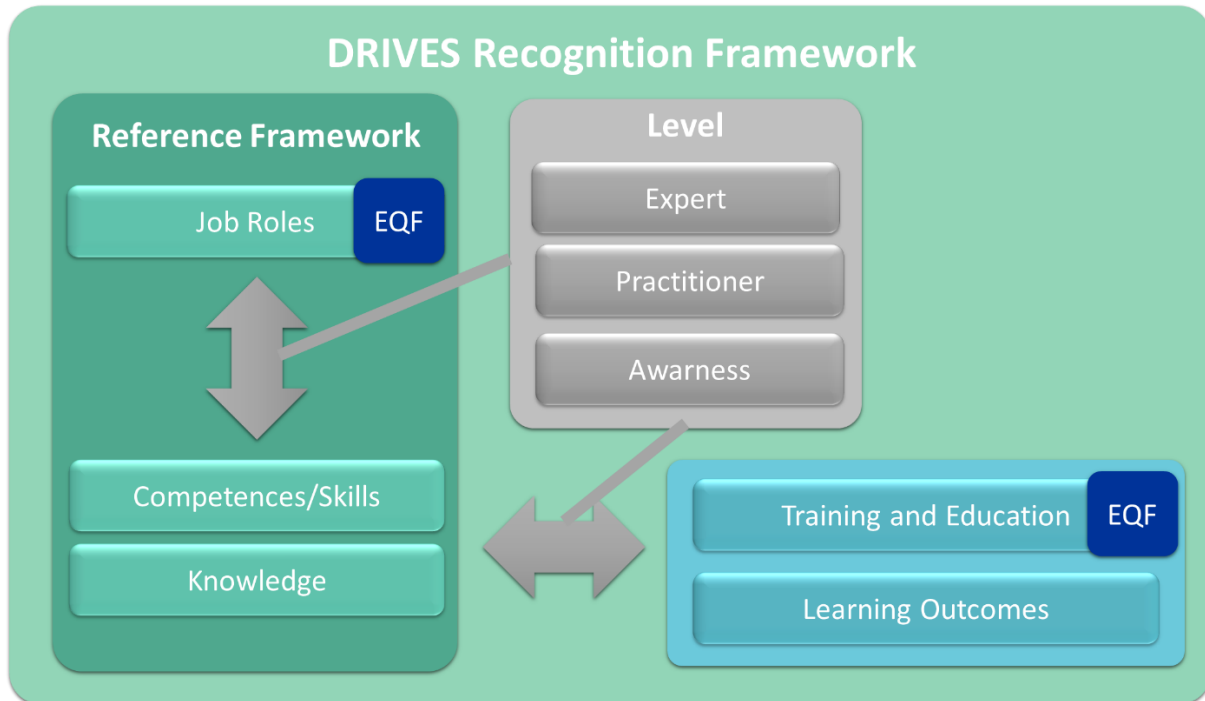 DRIVES Recognition Framework
Reference Framework
Job Roles
EQF
Competences/Skills
Knowledge
Level
Expert
Practitioner
Awarness
Training and Education
EQF
Learning Outcomes